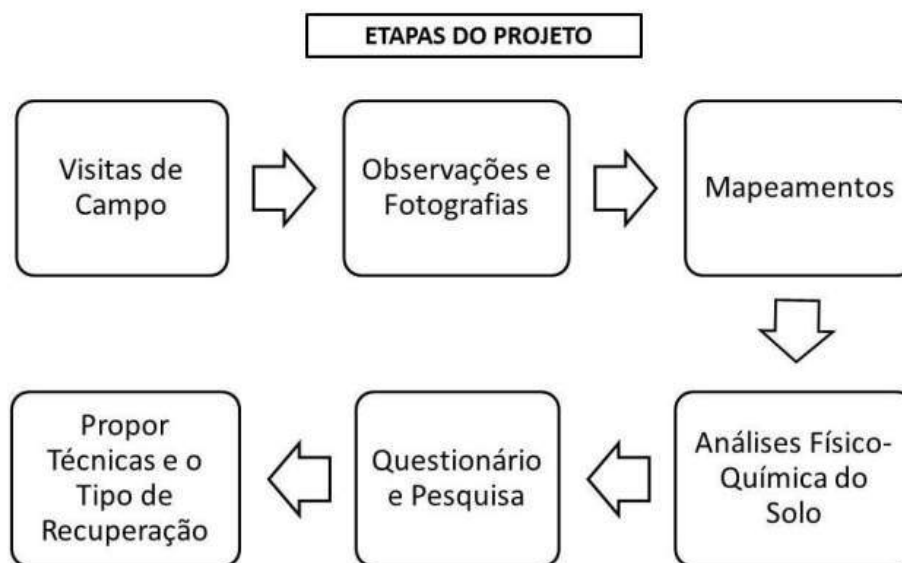 ETAPAS DO PROJETO
Visitas de
Campo
Observações e
Fotografias
Mapeamentos
Análises Físico-
Química do
Solo
Questionário
e Pesquisa
Propor
Técnicas e o
Tipo de
Recuperação